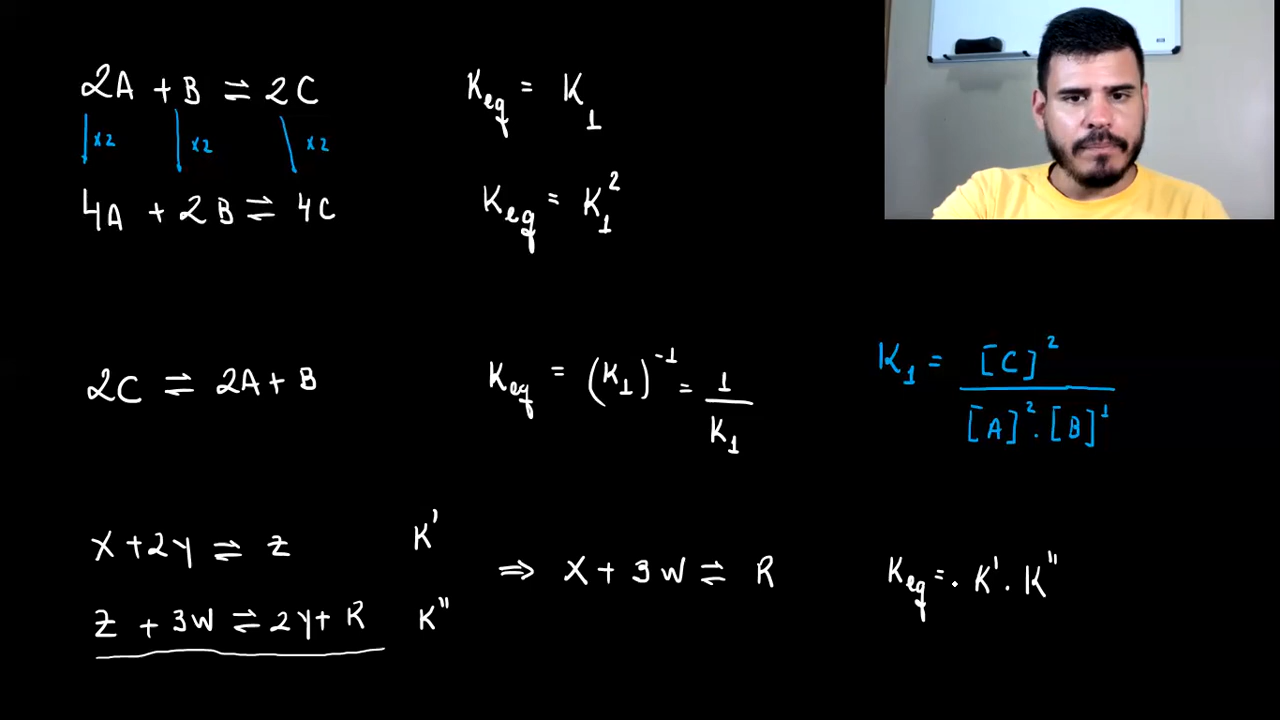 2A + B ⇌ 2C    Keq = K₁
x2    x2    x2
4A + 2B ⇌ 4C    Keq = K₁²
2C ⇌ 2A + B    Keq = (K₁)⁻¹ = 1/K₁    K₁ = [C]²/[A]².[B]¹
X + 2Y ⇌ Z    K'
⇒ X + 3W ⇌ R    Keq = . K' . K''
Z + 3W ⇌ 2Y + R    K''